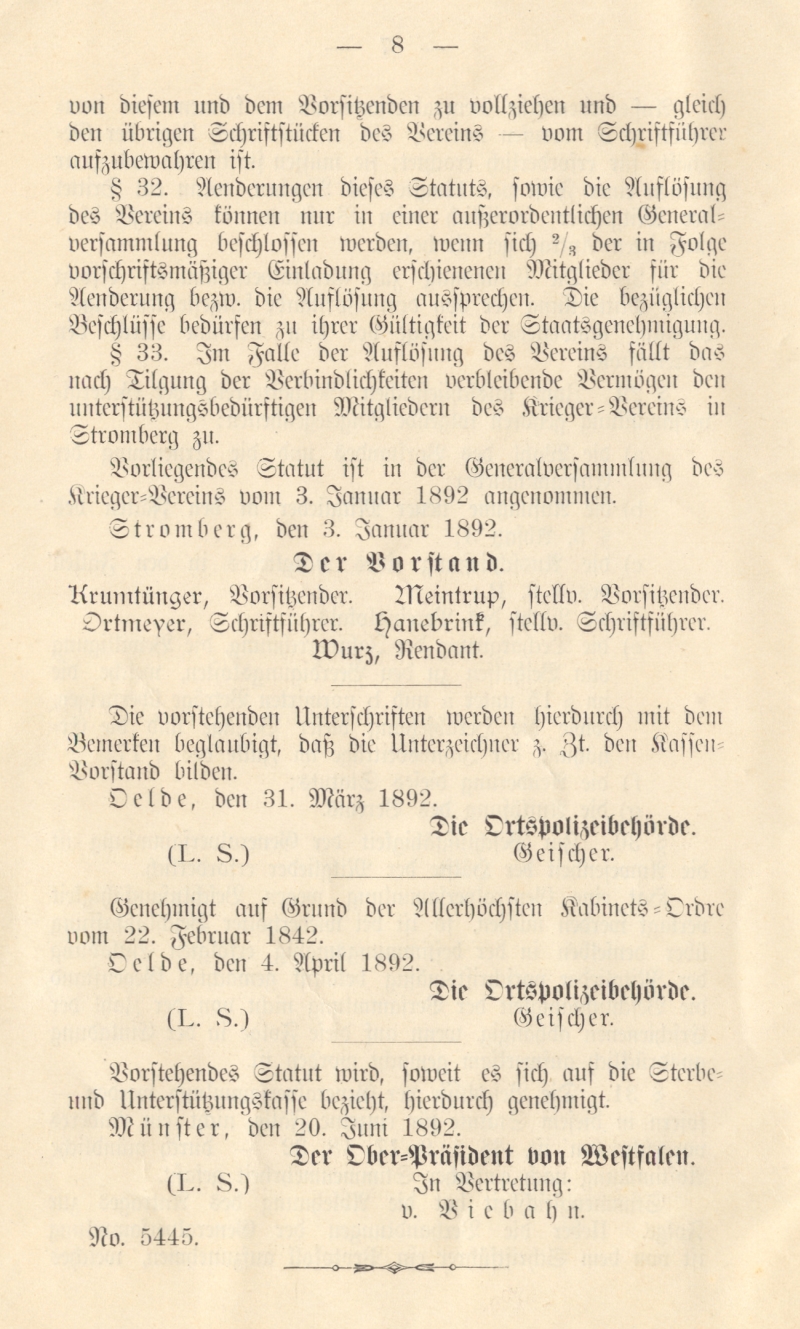 — 8 —
von diesem und dem Vorsitzenden zu vollziehen und — gleich
den übrigen Schriftstücken des Vereins — vom Schriftführer
aufzubewahren ist.
§ 32. Aenderungen dieses Statuts, sowie die Auflösung
des Vereins können nur in einer außerordentlichen General-
versammlung beschlossen werden, wenn sich ²/₃ der in Folge
vorschriftsmäßiger Einladung erschienenen Mitglieder für die
Aenderung bezw. die Auflösung aussprechen. Die bezüglichen
Beschlüsse bedürfen zu ihrer Gültigkeit der Staatsgenehmigung.
§ 33. Im Falle der Auflösung des Vereins fällt das
nach Tilgung der Verbindlichkeiten verbleibende Vermögen den
unterstützungsbedürftigen Mitgliedern des Krieger-Vereins in
Stromberg zu.
Vorliegendes Statut ist in der Generalversammlung des
Krieger-Vereins vom 3. Januar 1892 angenommen.
Stromberg, den 3. Januar 1892.
Der Vorstand.
Krumtünger, Vorsitzender. Meintrup, stellv. Vorsitzender.
Ortmeyer, Schriftführer. Hanebrink, stellv. Schriftführer.
Wurz, Rendant.
Die vorstehenden Unterschriften werden hierdurch mit dem
Bemerken beglaubigt, daß die Unterzeichner z. Zt. den Kassen-
Vorstand bilden.
Oelde, den 31. März 1892.
Die Ortspolizeibehörde.
(L. S.) Geischer.
Genehmigt auf Grund der Allerhöchsten Kabinets-Ordre
vom 22. Februar 1842.
Oelde, den 4. April 1892.
Die Ortspolizeibehörde.
(L. S.) Geischer.
Vorstehendes Statut wird, soweit es sich auf die Sterbe-
und Unterstützungskasse bezieht, hierdurch genehmigt.
Münster, den 20. Juni 1892.
Der Ober-Präsident von Westfalen.
(L. S.) In Vertretung:
v. Viebahn.
No. 5445.